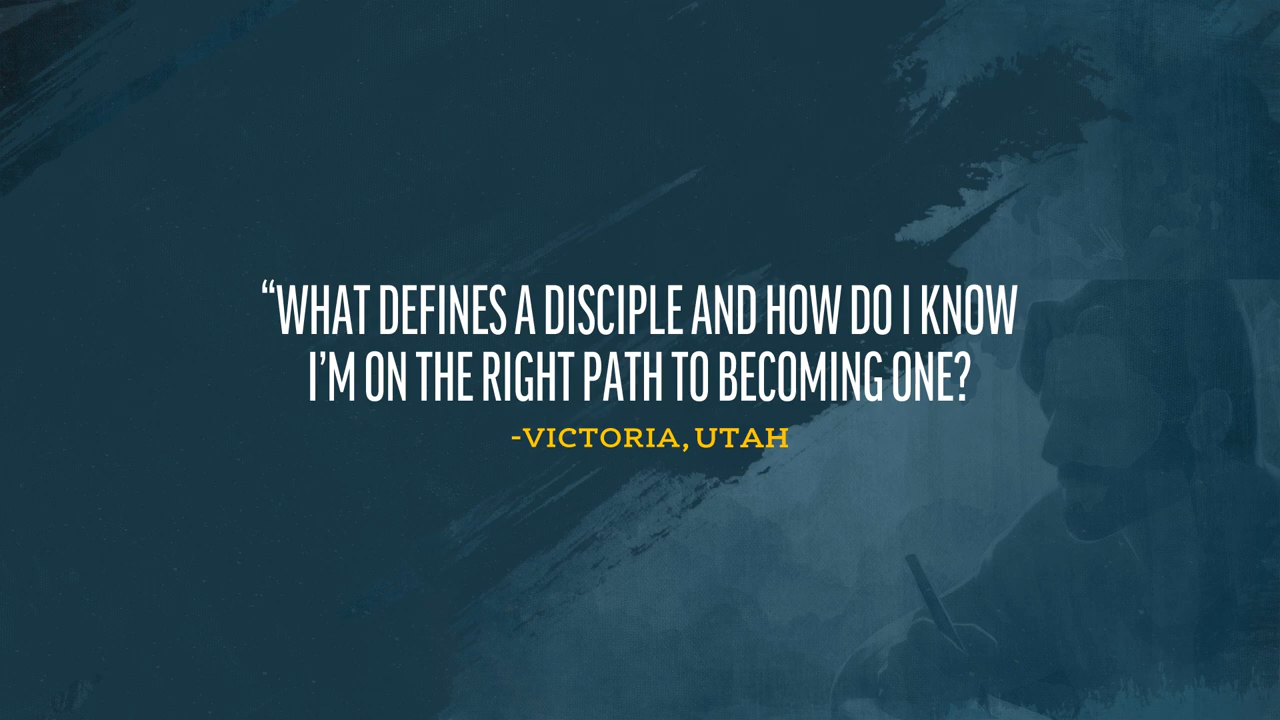 “WHAT DEFINES A DISCIPLE AND HOW DO I KNOW
I’M ON THE RIGHT PATH TO BECOMING ONE?
-VICTORIA, UTAH